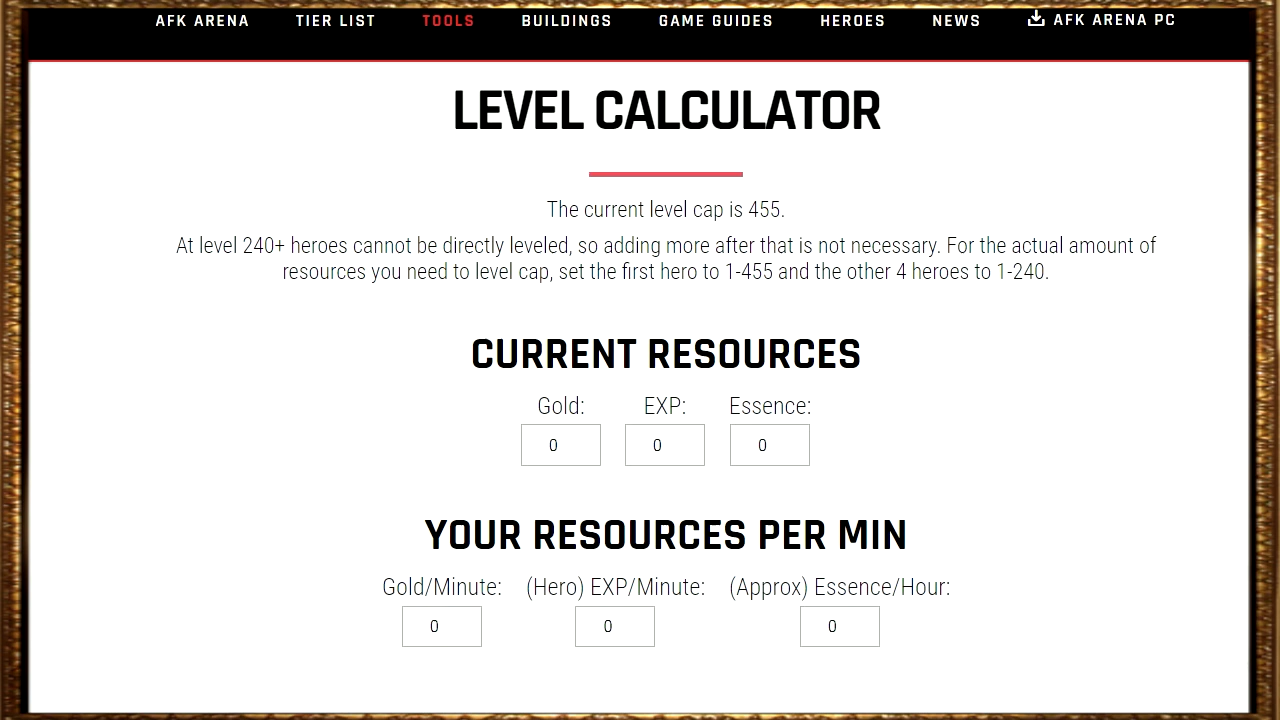 AFK ARENA TIER LIST TOOLS BUILDINGS GAME GUIDES HEROES NEWS AFK ARENA PC
LEVEL CALCULATOR
The current level cap is 455.
At level 240+ heroes cannot be directly leveled, so adding more after that is not necessary. For the actual amount of
resources you need to level cap, set the first hero to 1-455 and the other 4 heroes to 1-240.
CURRENT RESOURCES
Gold: EXP: Essence:
0 0 0
YOUR RESOURCES PER MIN
Gold/Minute: (Hero) EXP/Minute: (Approx) Essence/Hour:
0 0 0